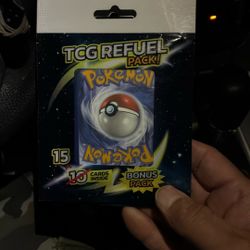 TCG REFUEL
PACK!
Pokémon
Pokémon
15
10 CARDS
INSIDE
BONUS
PACK